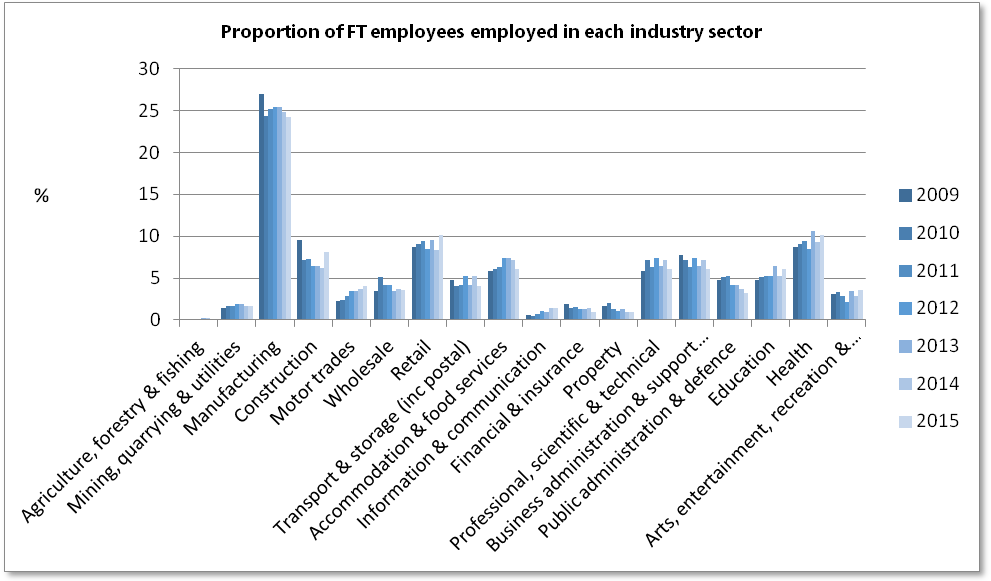 Proportion of FT employees employed in each industry sector
30
25
20
15
10
5
0
%
Agriculture, forestry & fishing
Mining, quarrying & utilities
Manufacturing
Construction
Motor trades
Wholesale
Retail
Transport & storage (inc postal)
Accommodation & food services
Information & communication
Financial & insurance
Property
Professional, scientific & technical
Business administration & support...
Public administration & defence
Education
Health
Arts, entertainment, recreation &...
2009
2010
2011
2012
2013
2014
2015